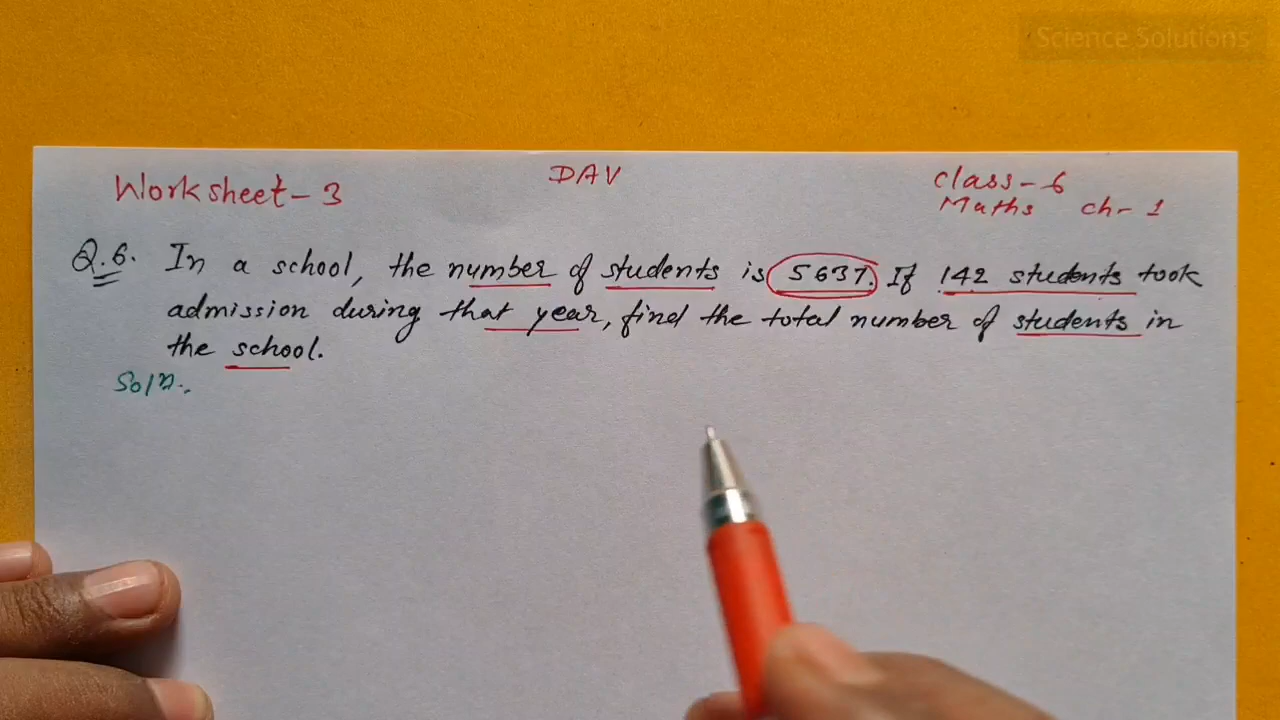 Science Solutions
Worksheet-3 DAV class-6
Maths ch-1
Q.6. In a school, the number of students is 5637. If 142 students took
admission during that year, find the total number of students in
the school.
Soln:.